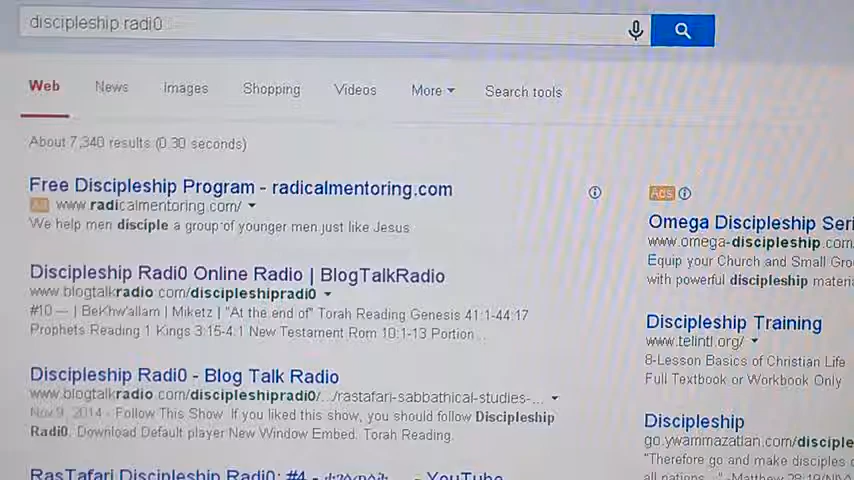 discipleship radi0
Web News Images Shopping Videos More Search tools
About 7,340 results (0.30 seconds)
Free Discipleship Program - radicalmentoring.com
Ad www.radicalmentoring.com/
We help men disciple a group of younger men just like Jesus
Discipleship Radi0 Online Radio | BlogTalkRadio
www.blogtalkradio.com/discipleshipradi0
#10 — | BeKhw'allam | Miketz | "At the end of" Torah Reading Genesis 41:1-44:17
Prophets Reading 1 Kings 3:15-4:1 New Testament Rom 10:1-13 Portion...
Discipleship Radi0 - Blog Talk Radio
www.blogtalkradio.com/discipleshipradi0/.../rastafari-sabbathical-studies-...
Nov 9, 2014 - Follow This Show. If you liked this show, you should follow Discipleship
Radi0. Download Default player New Window Embed. Torah Reading.
RasTafari Discipleship Radi0: #4 - YouTube
Ads
Omega Discipleship Seri
www.omega-discipleship.com
Equip your Church and Small Gro
with powerful discipleship materia
Discipleship Training
www.telintl.org/
8-Lesson Basics of Christian Life
Full Textbook or Workbook Only
Discipleship
go.ywammazatlan.com/disciple
"Therefore go and make disciples o
all nations..." -Matthew 28:19(NIV)